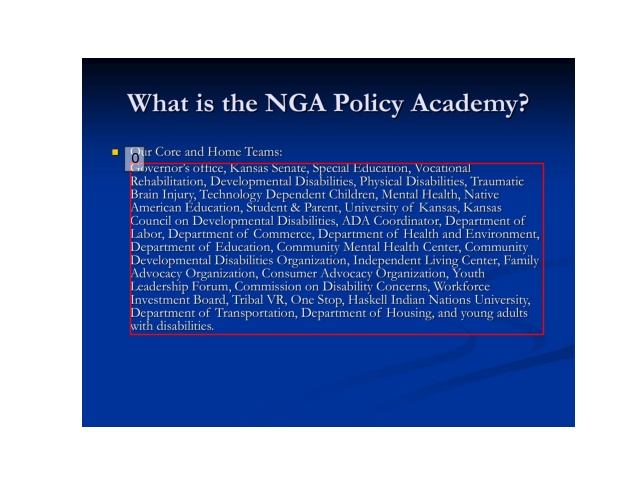 What is the NGA Policy Academy?
Our Core and Home Teams:
0
Governor's office, Kansas Senate, Special Education, Vocational
Rehabilitation, Developmental Disabilities, Physical Disabilities, Traumatic
Brain Injury, Technology Dependent Children, Mental Health, Native
American Education, Student & Parent, University of Kansas, Kansas
Council on Developmental Disabilities, ADA Coordinator, Department of
Labor, Department of Commerce, Department of Health and Environment,
Department of Education, Community Mental Health Center, Community
Developmental Disabilities Organization, Independent Living Center, Family
Advocacy Organization, Consumer Advocacy Organization, Youth
Leadership Forum, Commission on Disability Concerns, Workforce
Investment Board, Tribal VR, One Stop, Haskell Indian Nations University,
Department of Transportation, Department of Housing, and young adults
with disabilities.